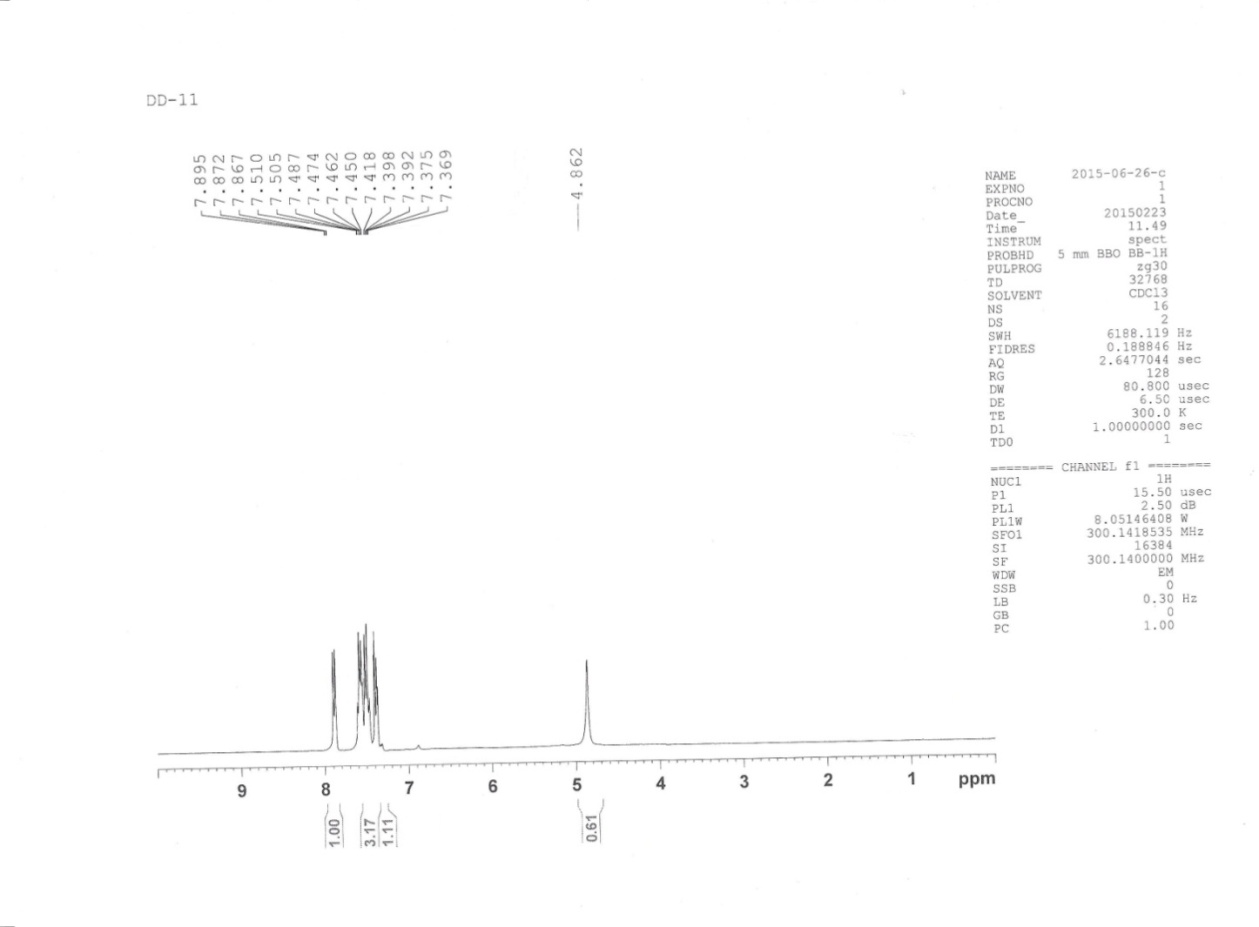 DD-11
7.895
7.872
7.867
7.510
7.505
7.487
7.474
7.462
7.450
7.418
7.398
7.392
7.375
7.369
4.862
NAME 2015-06-26-c
EXPNO 1
PROCNO 1
Date_ 20150223
Time 11.49
INSTRUM spect
PROBHD 5 mm BBO BB-1H
PULPROG zg30
TD 32768
SOLVENT CDCl3
NS 16
DS 2
SWH 6188.119 Hz
FIDRES 0.188846 Hz
AQ 2.6477044 sec
RG 128
DW 80.800 usec
DE 6.50 usec
TE 300.0 K
D1 1.00000000 sec
TD0 1
======== CHANNEL f1 ========
NUC1 1H
P1 15.50 usec
PL1 2.50 dB
PL1W 8.05146408 W
SFO1 300.1418535 MHz
SI 16384
SF 300.1400000 MHz
WDW EM
SSB 0
LB 0.30 Hz
GB 0
PC 1.00
9 8 7 6 5 4 3 2 1 ppm
1.00
3.17
1.11
0.61